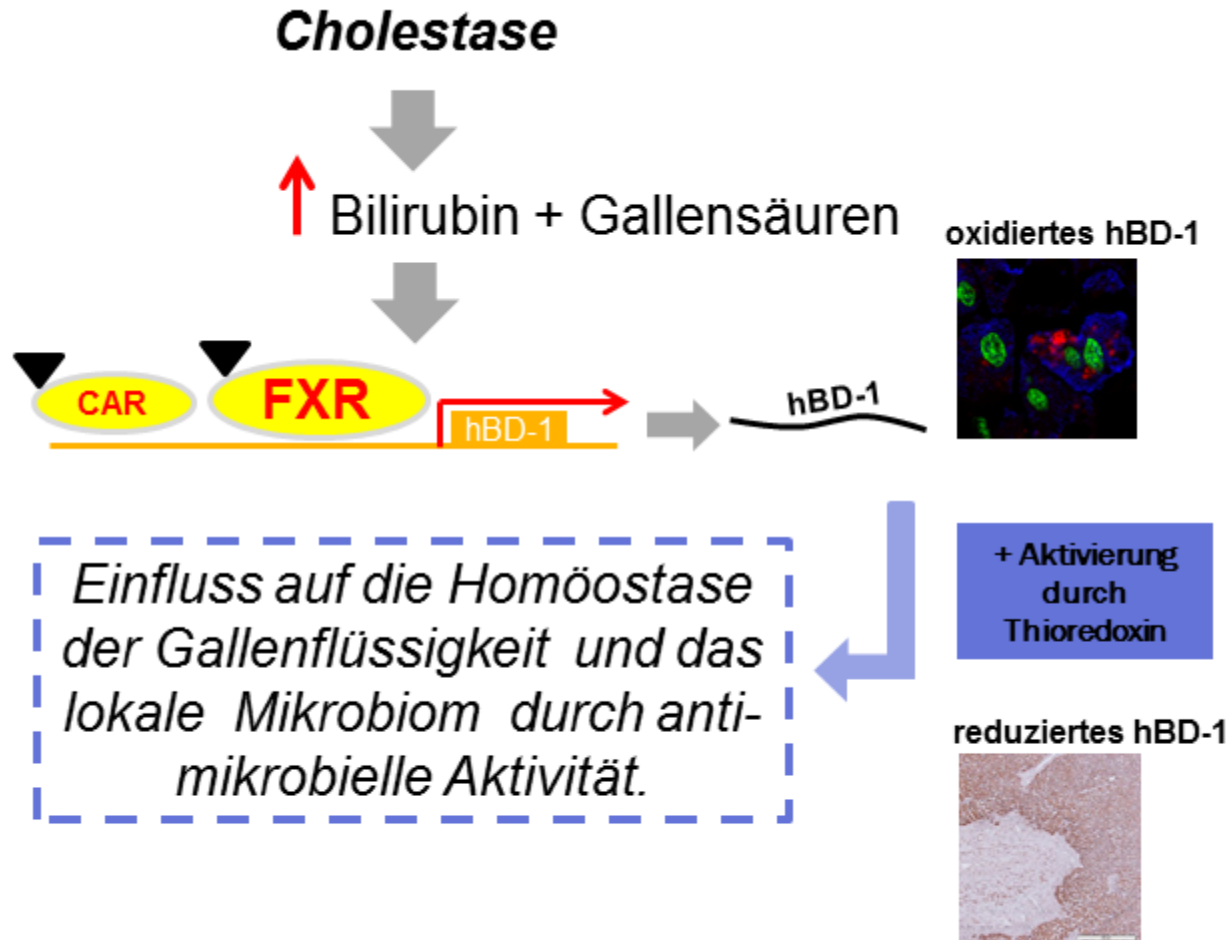 Cholestase
Bilirubin + Gallensäuren
oxidiertes hBD-1
CAR
FXR
hBD-1
hBD-1
+ Aktivierung
durch
Thioredoxin
Einfluss auf die Homöostase
der Gallenflüssigkeit und das
lokale Mikrobiom durch anti-
mikrobielle Aktivität.
reduziertes hBD-1